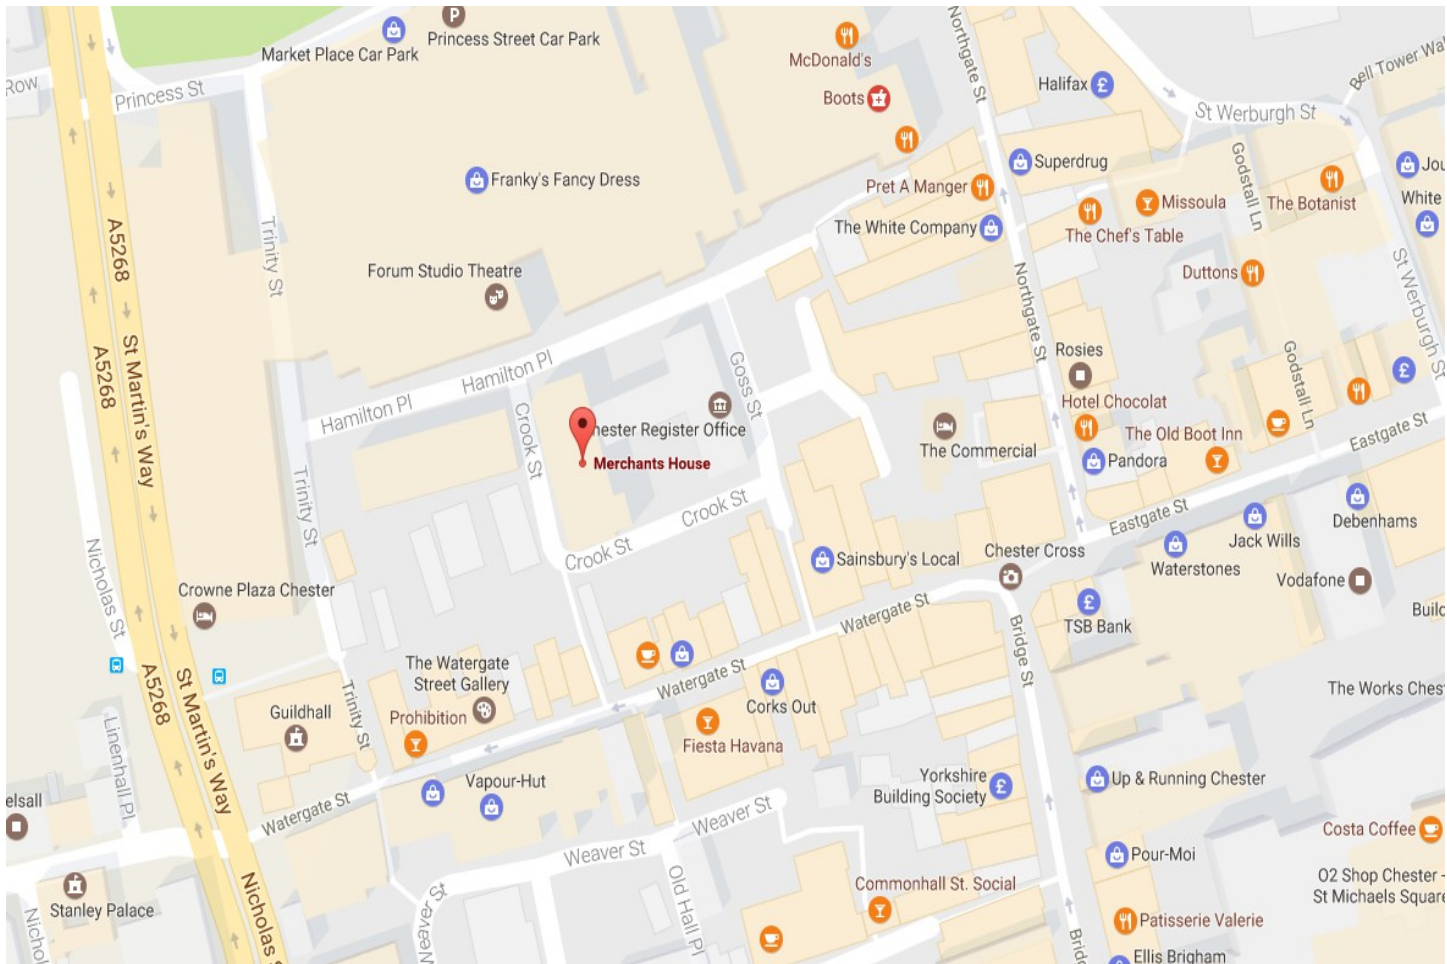 Market Place Car Park
P
Princess Street Car Park
McDonald's
Boots
Northgate St
Halifax
£
Bell Tower Wa
Row
Princess St
St Werburgh St
Franky's Fancy Dress
Superdrug
Godstall Ln
Jou
Pret A Manger
Missoula
The Botanist
White
The White Company
The Chef's Table
A5268
Trinity St
Forum Studio Theatre
Duttons
St Werburgh St
Northgate St
St Martin's Way
A5268
Hamilton Pl
Goss St
Rosies
Godstall Ln
£
Hamilton Pl
Crook St
Chester Register Office
Hotel Chocolat
The Old Boot Inn
Eastgate St
The Commercial
Merchants House
Pandora
Trinity St
Crook St
Eastgate St
Debenhams
Jack Wills
Crook St
Sainsbury's Local
Chester Cross
Waterstones
Vodafone
Nicholas St
Crowne Plaza Chester
Watergate St
£
TSB Bank
Builc
Bridge St
The Watergate
Street Gallery
Watergate St
A5268
St Martin's Way
The Works Chest
Guildhall
Trinity St
Prohibition
Corks Out
Fiesta Havana
Linenhall Pl
Vapour-Hut
Yorkshire
Building Society
£
Up & Running Chester
elsall
Watergate St
Weaver St
Costa Coffee
Weaver St
Pour-Moi
Stanley Palace
Nicholas S
Weaver St
Old Hall Pl
Commonhall St. Social
O2 Shop Chester -
St Michaels Square
Nichol
Patisserie Valerie
Bridg
Ellis Brigham